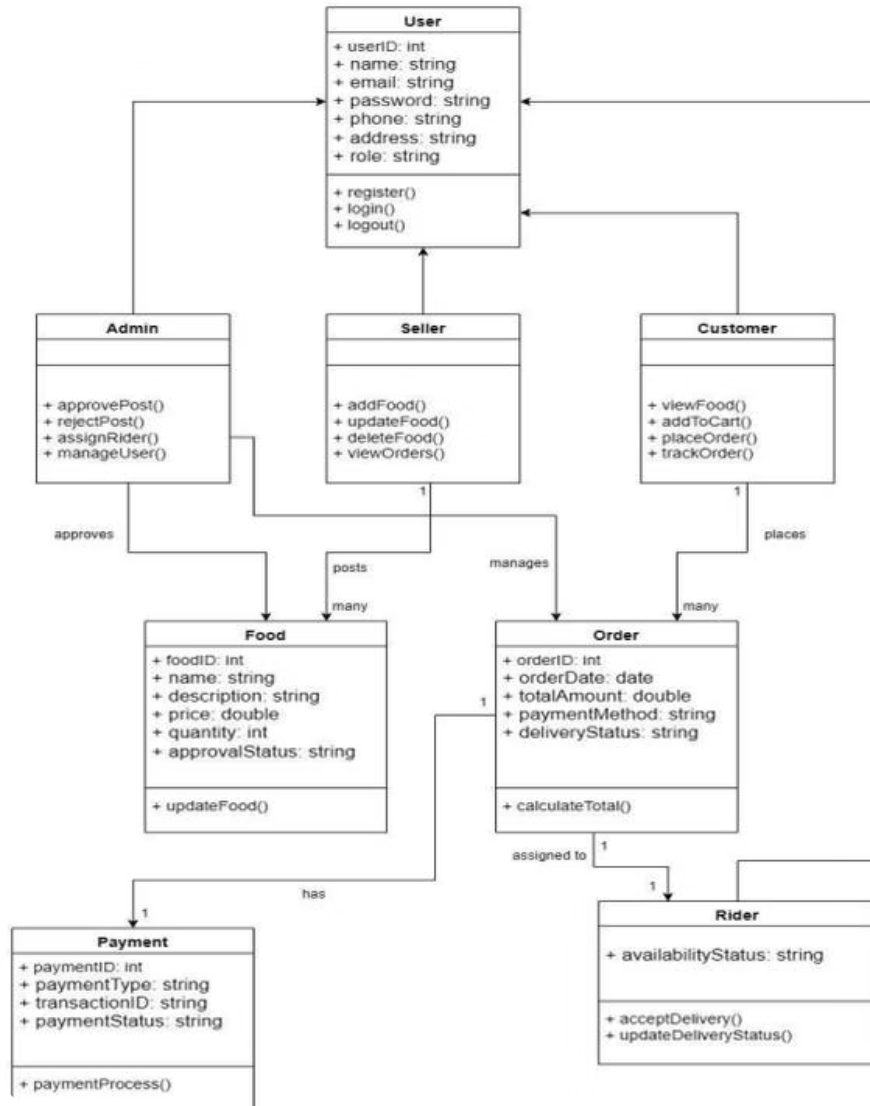 User
+ userID: int
+ name: string
+ email: string
+ password: string
+ phone: string
+ address: string
+ role: string
+ register()
+ login()
+ logout()
Admin
+ approvePost()
+ rejectPost()
+ assignRider()
+ manageUser()
Seller
+ addFood()
+ updateFood()
+ deleteFood()
+ viewOrders()
1
Customer
+ viewFood()
+ addToCart()
+ placeOrder()
+ trackOrder()
1
approves
posts
manages
places
many
many
Food
+ foodID: int
+ name: string
+ description: string
+ price: double
+ quantity: int
+ approvalStatus: string
+ updateFood()
1
Order
+ orderID: int
+ orderDate: date
+ totalAmount: double
+ paymentMethod: string
+ deliveryStatus: string
+ calculateTotal()
assigned to
1
1
has
1
Payment
+ paymentID: int
+ paymentType: string
+ transactionID: string
+ paymentStatus: string
+ paymentProcess()
Rider
+ availabilityStatus: string
+ acceptDelivery()
+ updateDeliveryStatus()